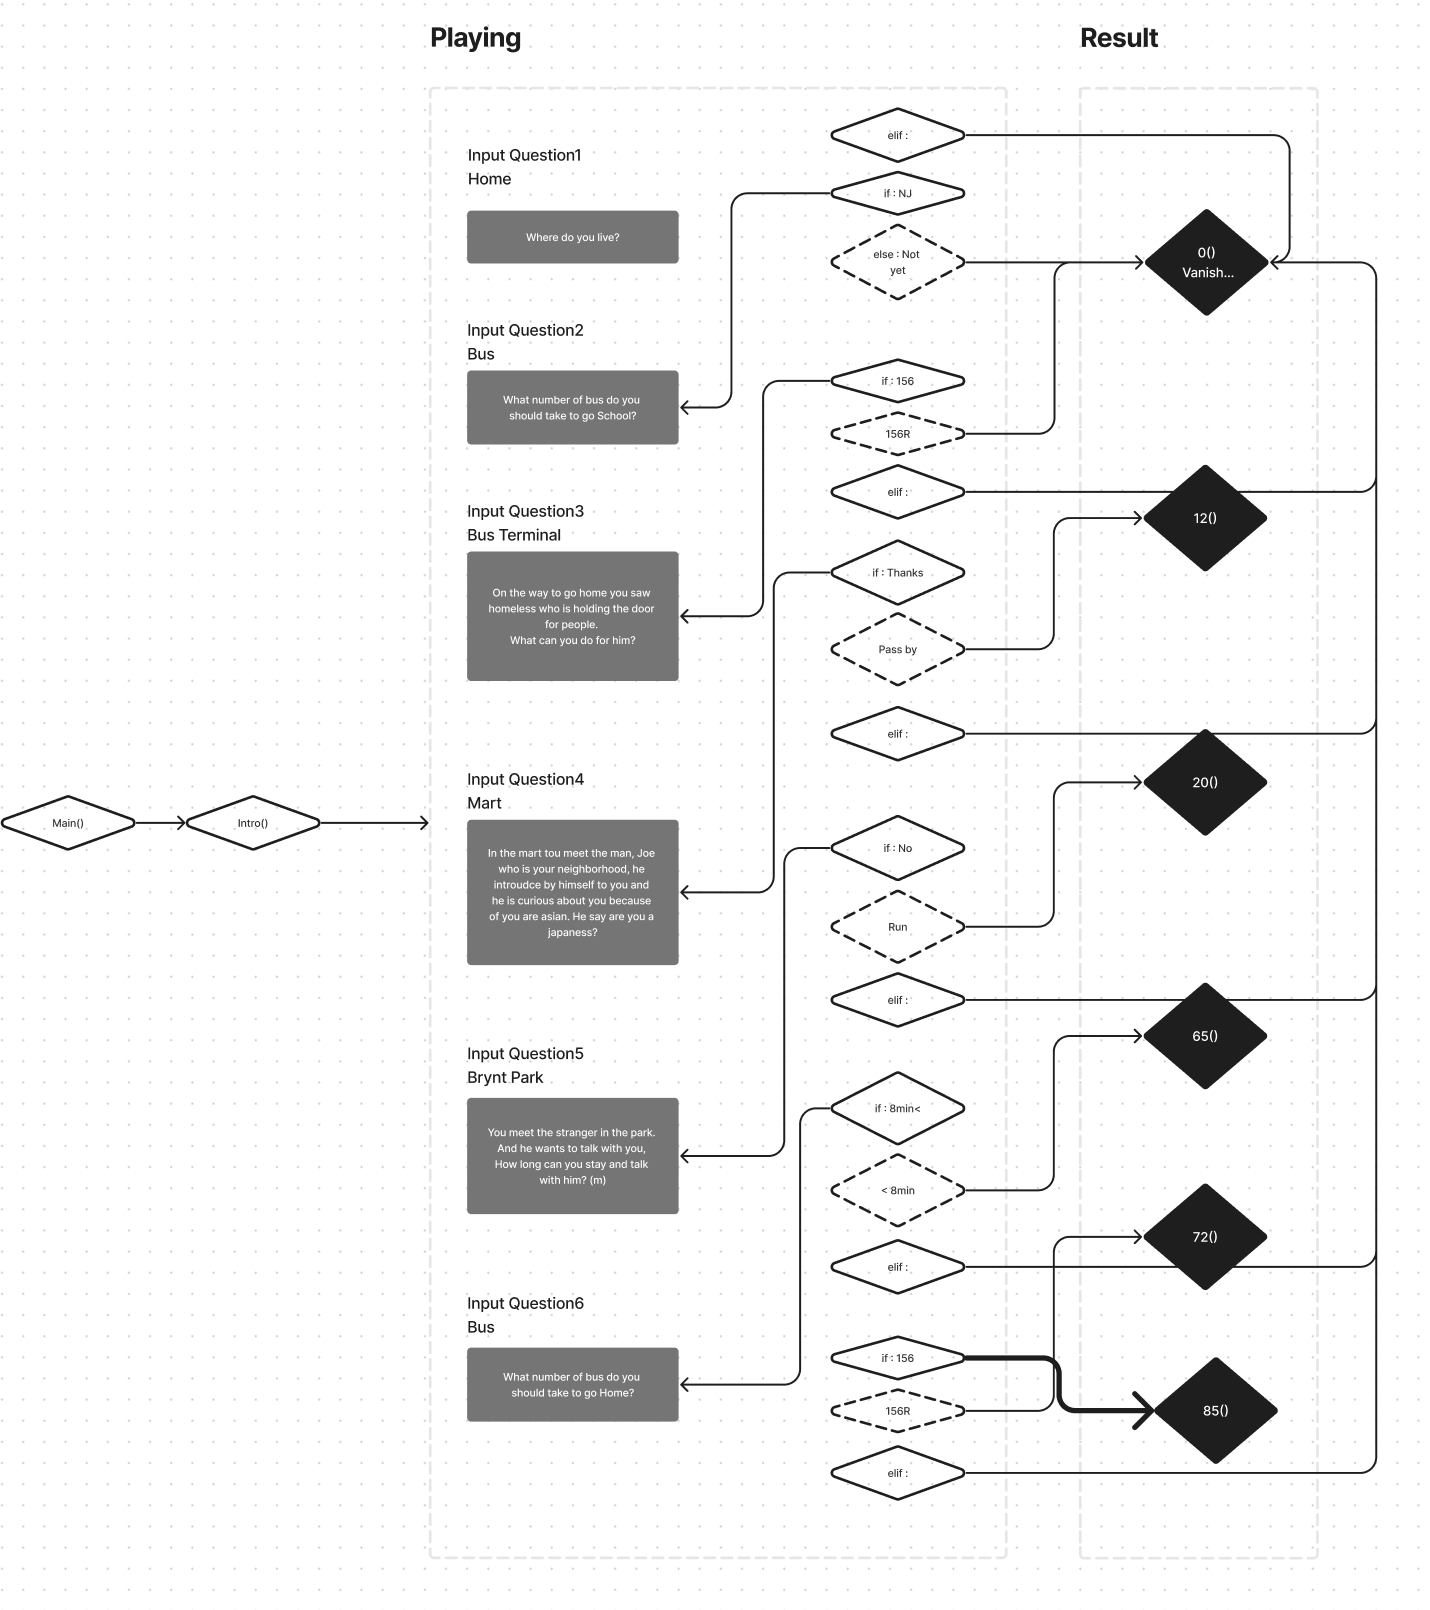 Playing
Result
Input Question1
Home
Where do you live?
elif :
if : NJ
else : Not
yet
0()
Vanish...
Input Question2
Bus
What number of bus do you
should take to go School?
if : 156
156R
elif :
12()
Input Question3
Bus Terminal
On the way to go home you saw
homeless who is holding the door
for people.
What can you do for him?
if : Thanks
Pass by
elif :
20()
Main()
Intro()
Input Question4
Mart
In the mart tou meet the man, Joe
who is your neighborhood, he
introudce by himself to you and
he is curious about you because
of you are asian. He say are you a
japaness?
if : No
Run
elif :
65()
Input Question5
Brynt Park
You meet the stranger in the park.
And he wants to talk with you,
How long can you stay and talk
with him? (m)
if : 8min<
< 8min
elif :
72()
Input Question6
Bus
What number of bus do you
should take to go Home?
if : 156
156R
elif :
85()